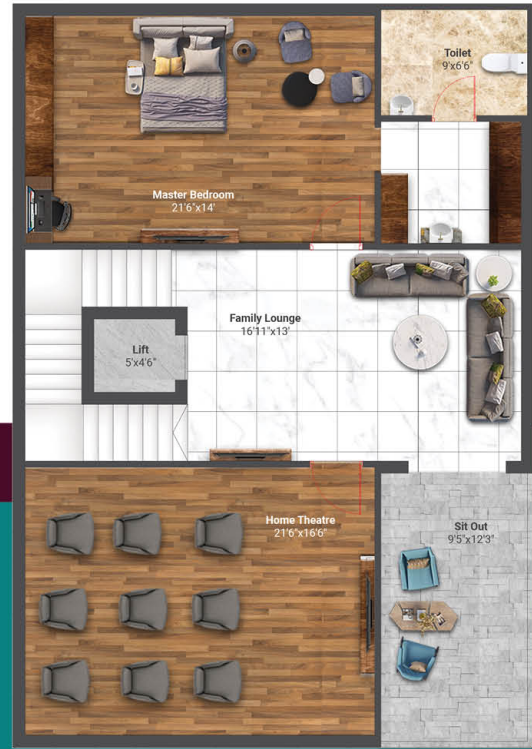 Toilet
9'x6'6"
Master Bedroom
21'6"x14'
Family Lounge
16'11"x13'
Lift
5'x4'6"
Home Theatre
21'6"x16'6"
Sit Out
9'5"x12'3"